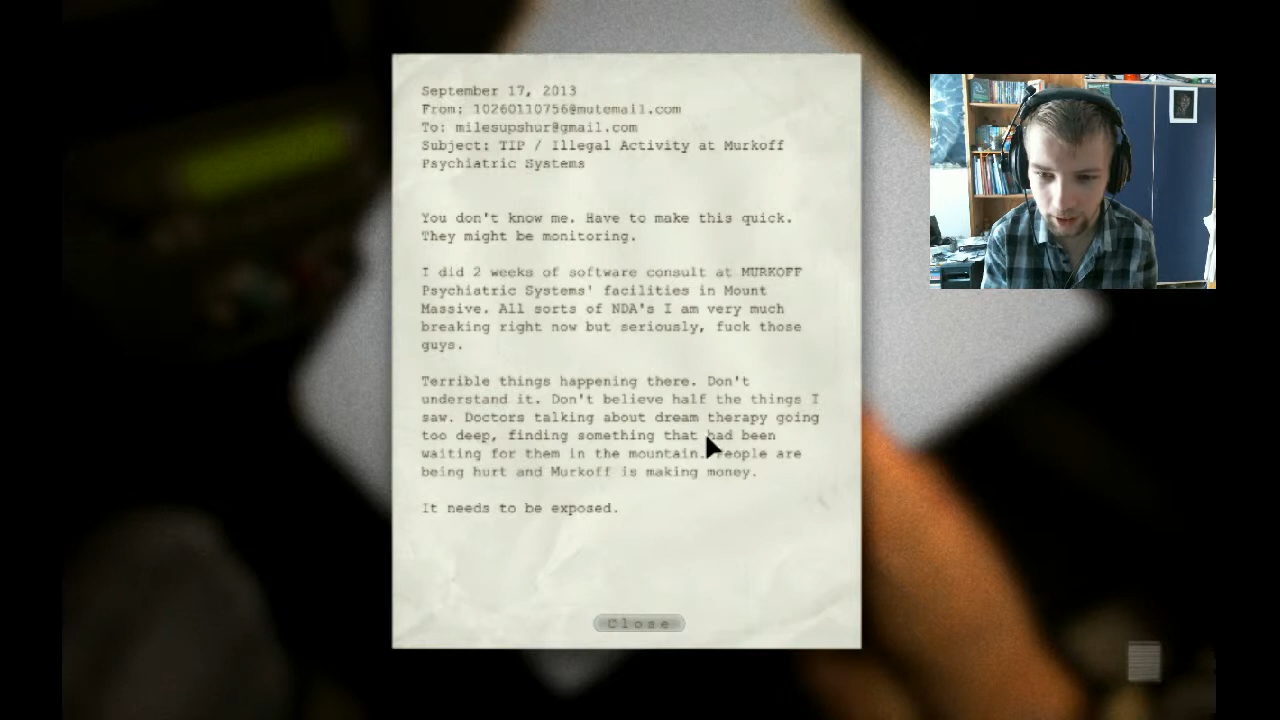 September 17, 2013
From: 10260110756@mutemail.com
To: milesupshur@gmail.com
Subject: TIP / Illegal Activity at Murkoff
Psychiatric Systems
You don't know me. Have to make this quick.
They might be monitoring.
I did 2 weeks of software consult at MURKOFF
Psychiatric Systems' facilities in Mount
Massive. All sorts of NDA's I am very much
breaking right now but seriously, fuck those
guys.
Terrible things happening there. Don't
understand it. Don't believe half the things I
saw. Doctors talking about dream therapy going
too deep, finding something that had been
waiting for them in the mountain. People are
being hurt and Murkoff is making money.
It needs to be exposed.
Close